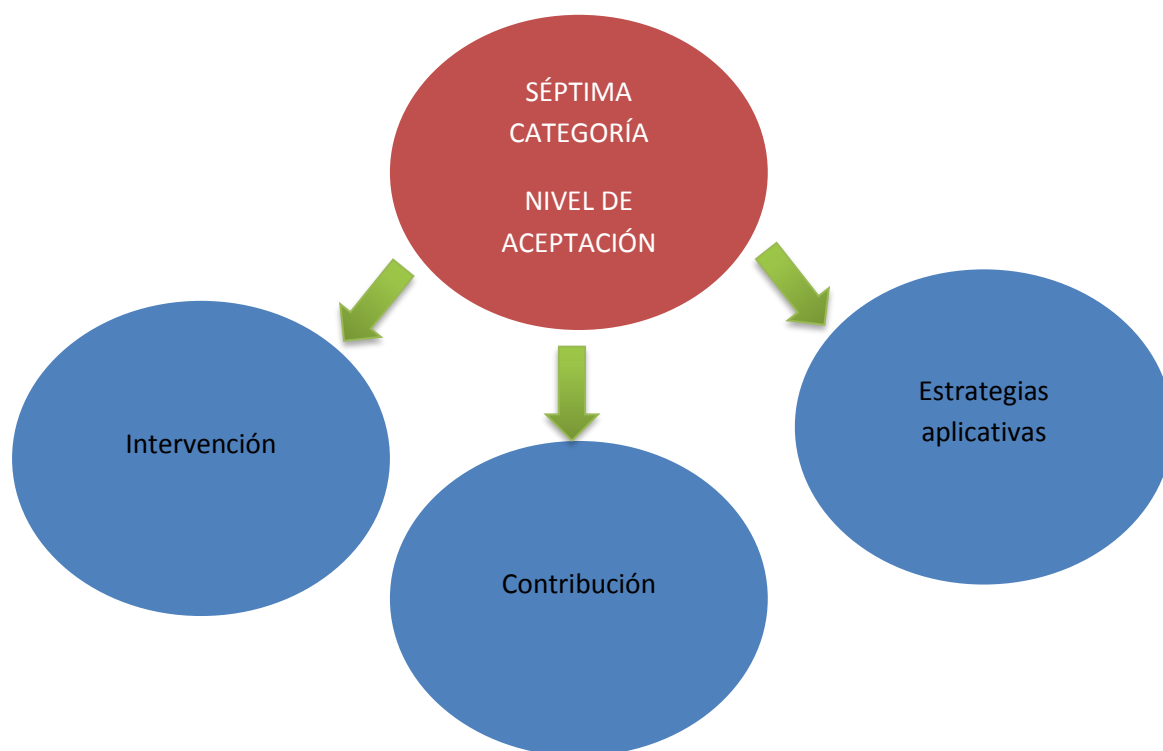 SÉPTIMA
CATEGORÍA
NIVEL DE
ACEPTACIÓN
Intervención
Contribución
Estrategias
aplicativas